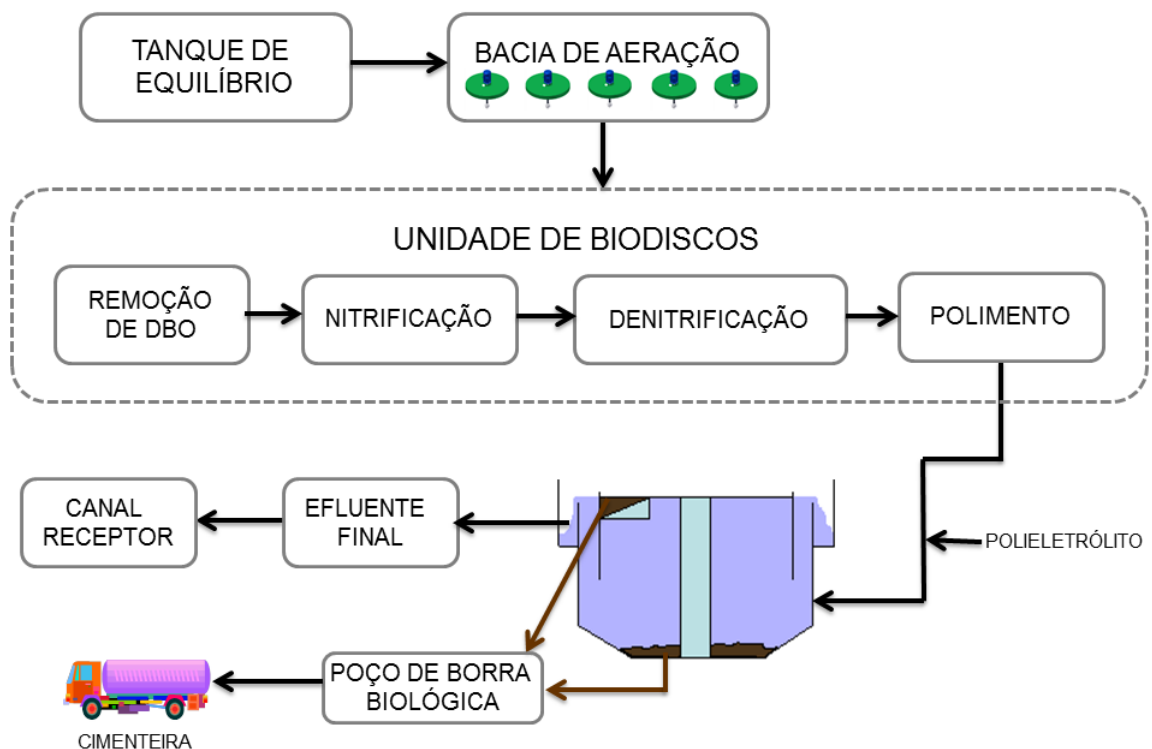 TANQUE DE
EQUILÍBRIO
BACIA DE AERAÇÃO
UNIDADE DE BIODISCOS
REMOÇÃO
DE DBO
NITRIFICAÇÃO
DENITRIFICAÇÃO
POLIMENTO
CANAL
RECEPTOR
EFLUENTE
FINAL
POLIELETRÓLITO
POÇO DE BORRA
BIOLÓGICA
CIMENTEIRA